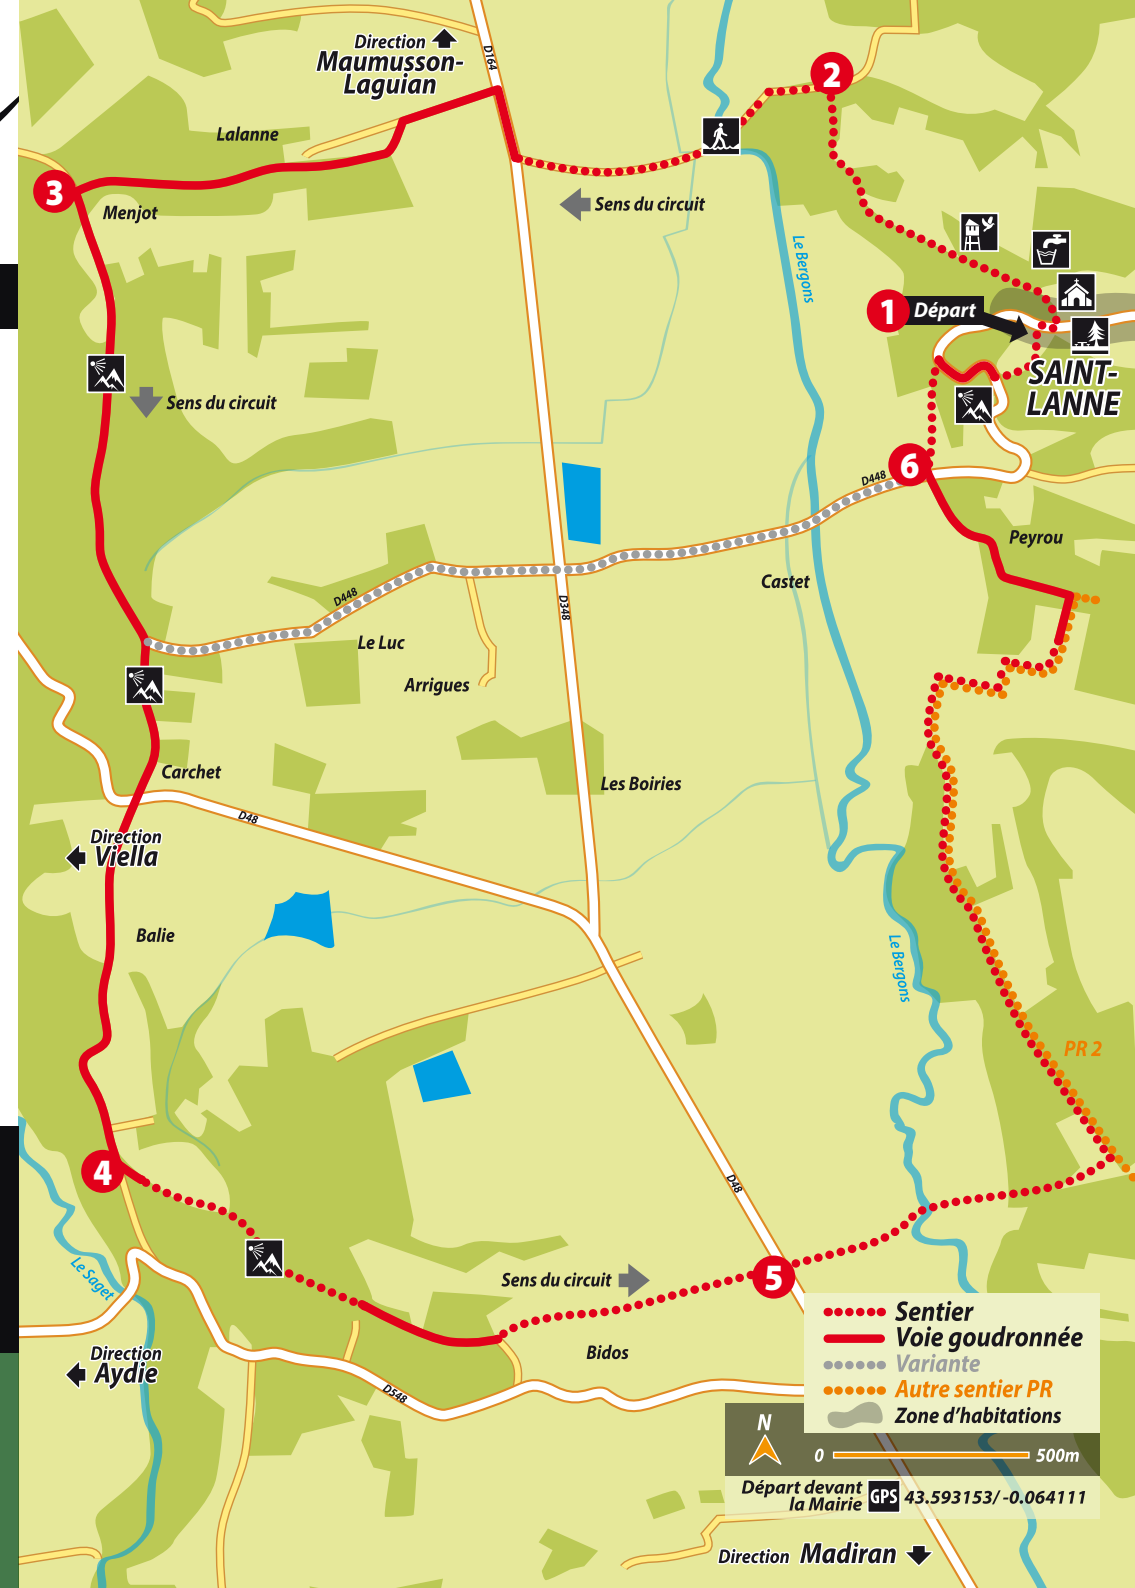 Direction
Maumusson-
Laguian
D164
2
Lalanne
3
Menjot
Sens du circuit
Le Bergons
1
Départ
SAINT-
LANNE
Sens du circuit
6
D448
Peyrou
Castet
D448
D348
Le Luc
Arrigues
Carchet
Les Boiries
D48
Direction
Viella
Balie
Le Bergons
PR 2
4
D48
Le Saget
Sens du circuit
5
Bidos
Direction
Aydie
D548
Sentier
Voie goudronnée
Variante
Autre sentier PR
Zone d'habitations
N
0 500m
Départ devant
la Mairie
GPS
43.593153/ -0.064111
Direction Madiran